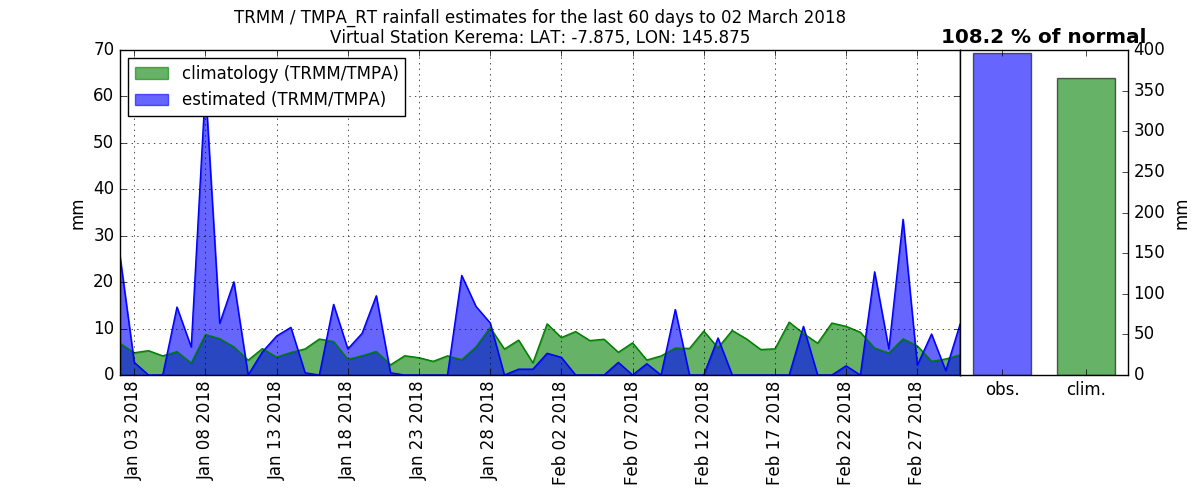 TRMM / TMPA_RT rainfall estimates for the last 60 days to 02 March 2018
Virtual Station Kerema: LAT: -7.875, LON: 145.875
108.2 % of normal
climatology (TRMM/TMPA)
estimated (TRMM/TMPA)
70
60
50
40
30
20
10
0
mm
Jan 03 2018
Jan 08 2018
Jan 13 2018
Jan 18 2018
Jan 23 2018
Jan 28 2018
Feb 02 2018
Feb 07 2018
Feb 12 2018
Feb 17 2018
Feb 22 2018
Feb 27 2018
400
350
300
250
200
150
100
50
0
mm
obs.
clim.